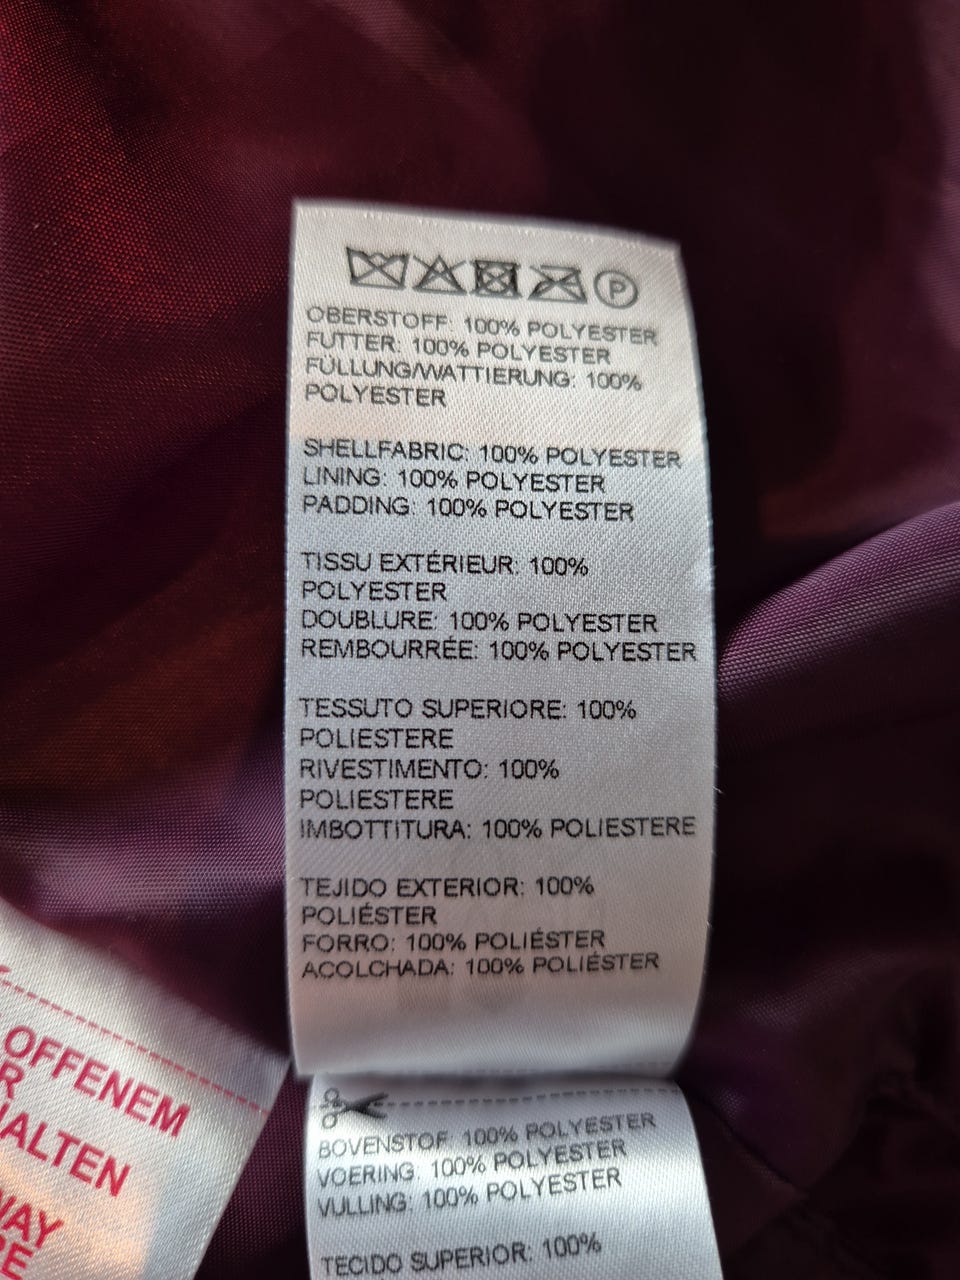 P
OBERSTOFF: 100% POLYESTER
FUTTER: 100% POLYESTER
FÜLLUNG/WATTIERUNG: 100%
POLYESTER
SHELLFABRIC: 100% POLYESTER
LINING: 100% POLYESTER
PADDING: 100% POLYESTER
TISSU EXTÉRIEUR: 100%
POLYESTER
DOUBLURE: 100% POLYESTER
REMBOURRÉE: 100% POLYESTER
TESSUTO SUPERIORE: 100%
POLIESTERE
RIVESTIMENTO: 100%
POLIESTERE
IMBOTTITURA: 100% POLIESTERE
TEJIDO EXTERIOR: 100%
POLIÉSTER
FORRO: 100% POLIÉSTER
ACOLCHADA: 100% POLIÉSTER
BOVENSTOF: 100% POLYESTER
VOERING: 100% POLYESTER
VULLING: 100% POLYESTER
TECIDO SUPERIOR: 100%
OFFENEM
R
HALTEN
WAY
RE